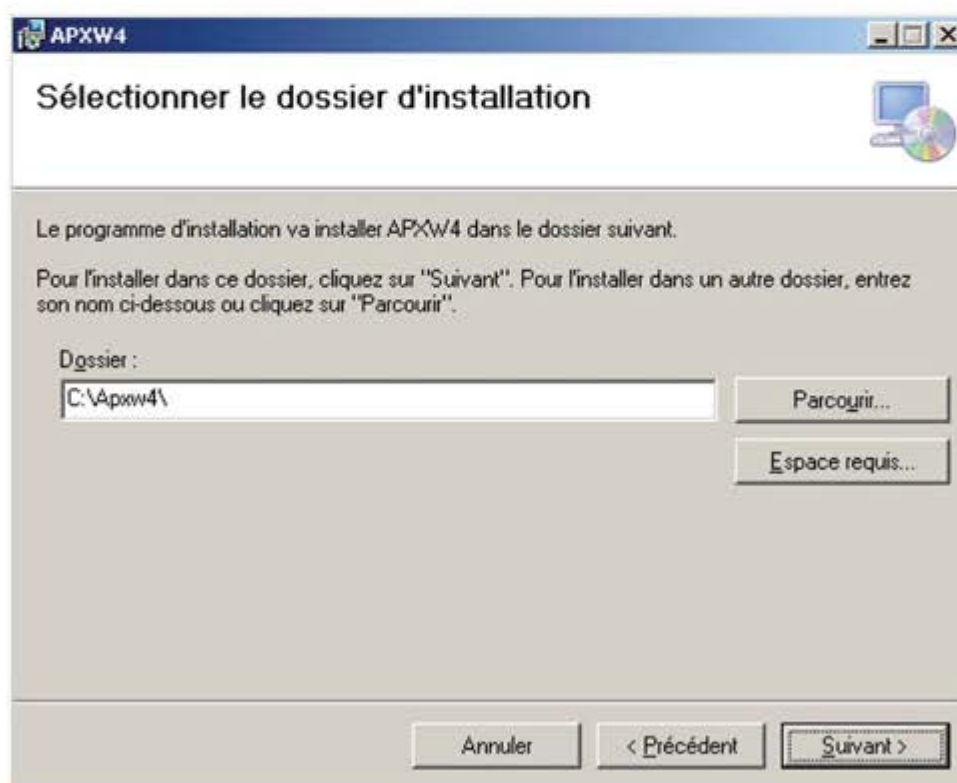 APXW4
Sélectionner le dossier d'installation
Le programme d'installation va installer APXW4 dans le dossier suivant.
Pour l'installer dans ce dossier, cliquez sur "Suivant". Pour l'installer dans un autre dossier, entrez
son nom ci-dessous ou cliquez sur "Parcourir".
Dossier :
C:\Apxw4\
Parcourir...
Espace requis...
Annuler
< Précédent
Suivant >